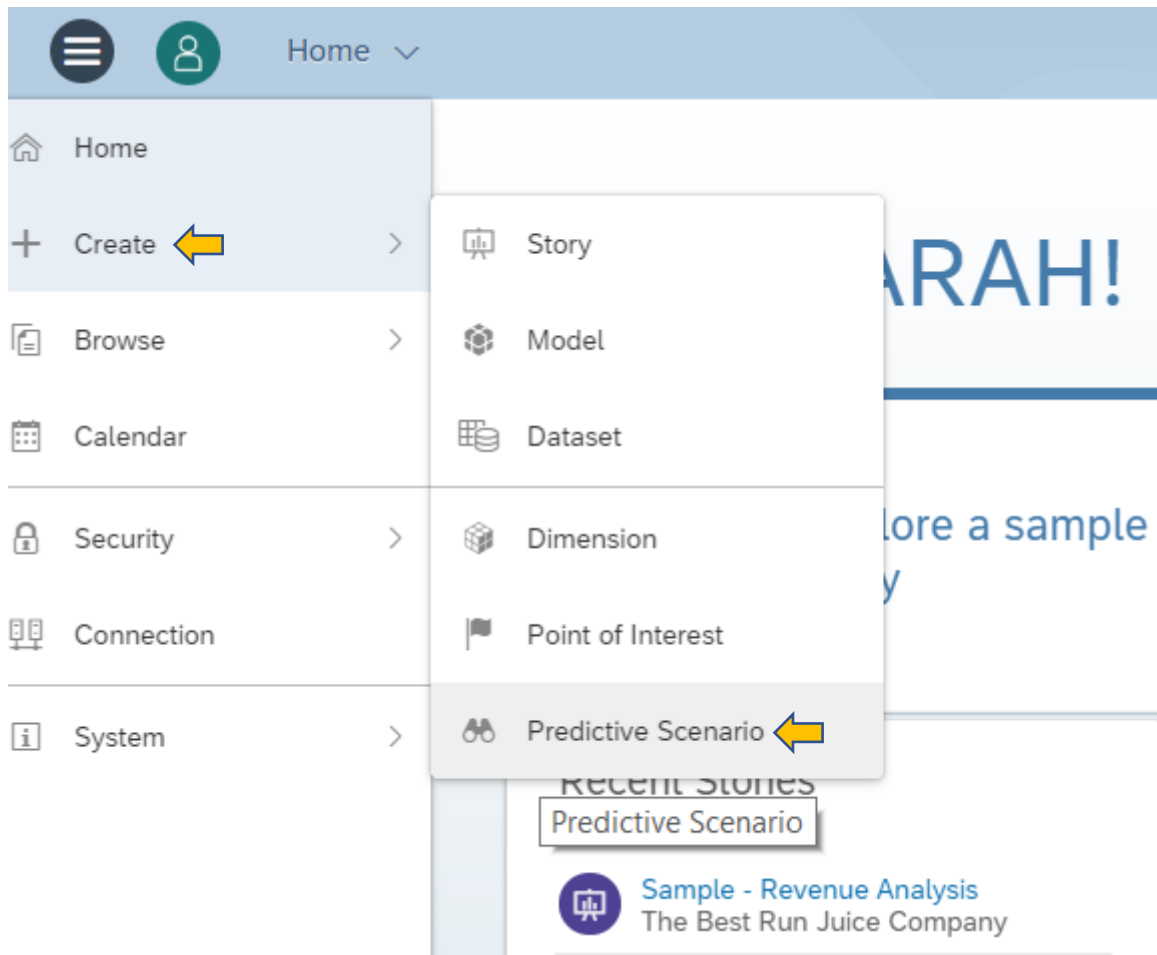 Home
Home
Create
Browse
Calendar
Security
Connection
System
Story
Model
Dataset
Dimension
Point of Interest
Predictive Scenario
Predictive Scenario
ARAH!
lore a sample
y
Recent Stories
Sample - Revenue Analysis
The Best Run Juice Company